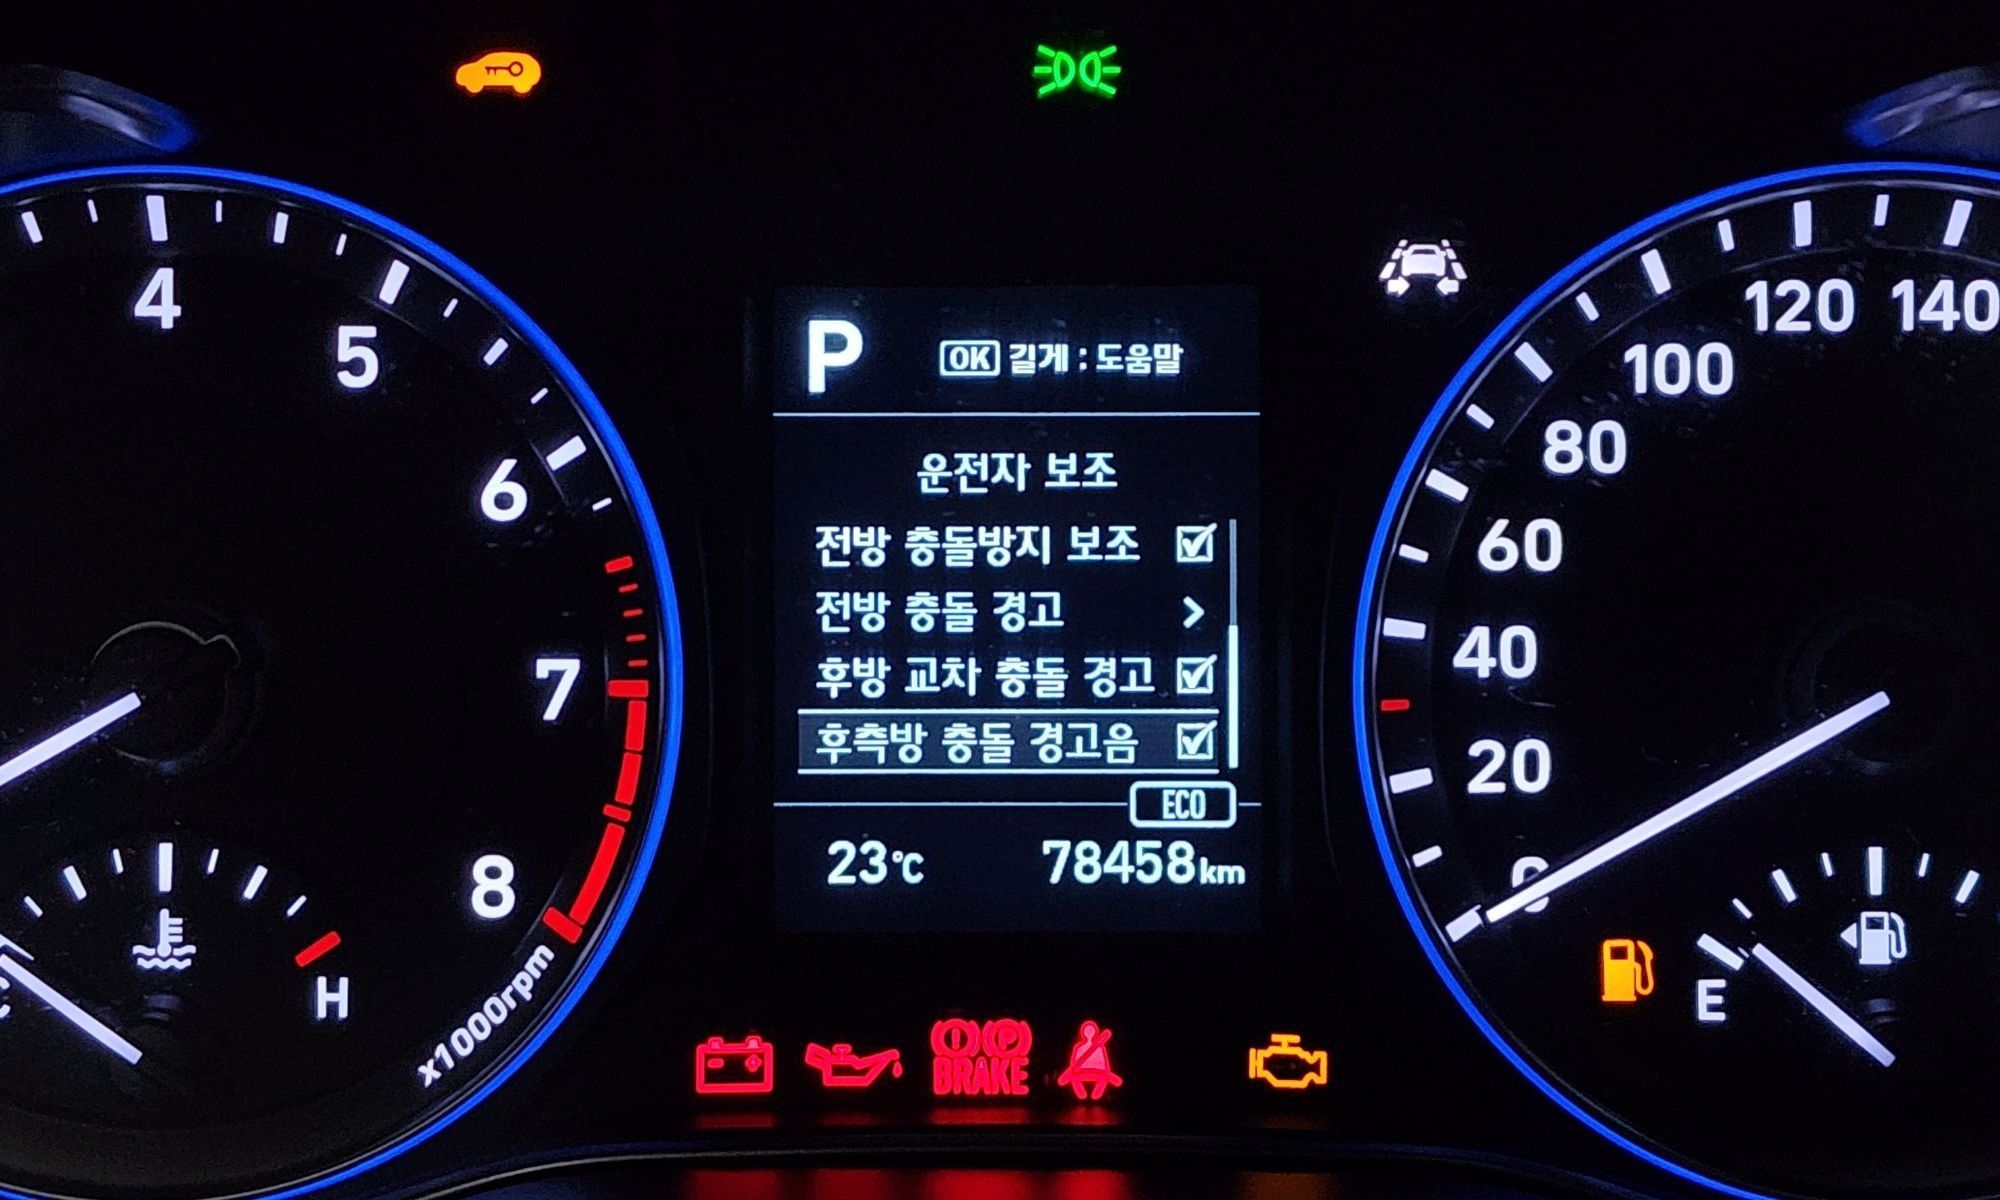 P
OK 길게 : 도움말
운전자 보조
전방 충돌방지 보조
전방 충돌 경고 >
후방 교차 충돌 경고
후측방 충돌 경고음
ECO
23℃ 78458km
4
5
6
7
8
x1000rpm
H
C
140
120
100
80
60
40
20
0
E
(!) (P)
BRAKE